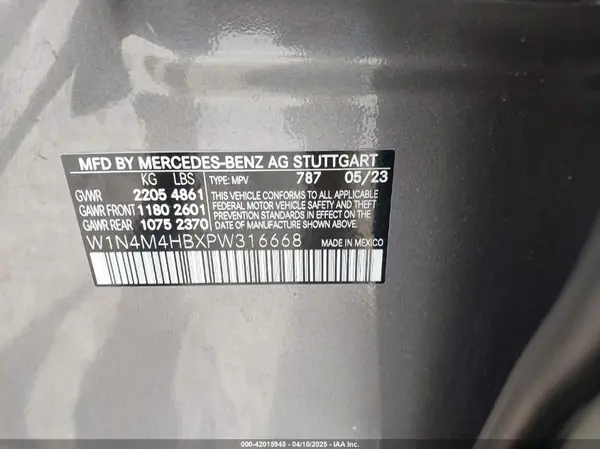 MFD BY MERCEDES-BENZ AG STUTTGART
KG LBS TYPE: MPV 787 05/23
GVWR 2205 4861
GAWR FRONT 1180 2601
GAWR REAR 1075 2370
THIS VEHICLE CONFORMS TO ALL APPLICABLE
FEDERAL MOTOR VEHICLE SAFETY, BUMPER, AND
THEFT PREVENTION STANDARDS IN EFFECT ON
THE DATE OF MANUFACTURE SHOWN ABOVE.
W1N4M4HBXPW316668 MADE IN MEXICO
000-42015948 - 04/10/2025 - IAA Inc.